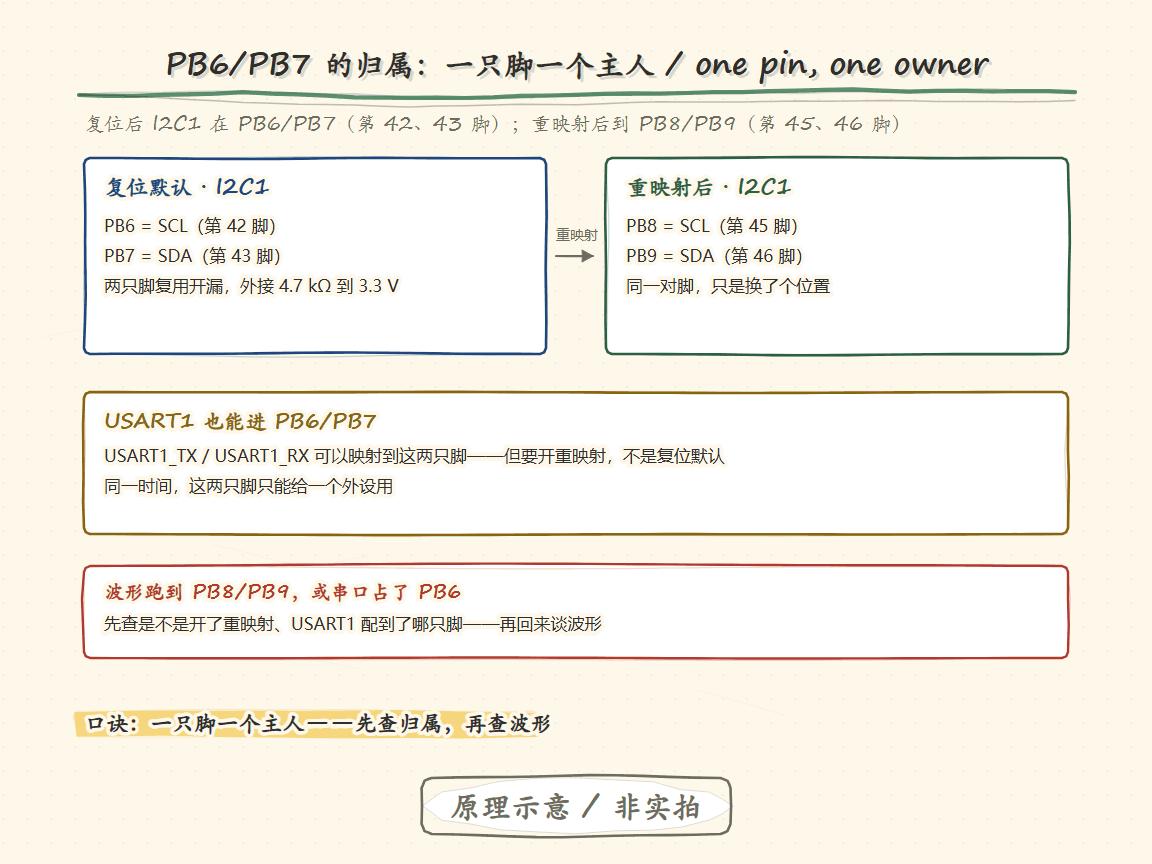 PB6/PB7 的归属：一只脚一个主人 / one pin, one owner
复位后 I2C1 在 PB6/PB7（第 42、43 脚）；重映射后到 PB8/PB9（第 45、46 脚）
复位默认 · I2C1
PB6 = SCL（第 42 脚）
PB7 = SDA（第 43 脚）
两只脚复用开漏，外接 4.7 kΩ 到 3.3 V
重映射
重映射后 · I2C1
PB8 = SCL（第 45 脚）
PB9 = SDA（第 46 脚）
同一对脚，只是换了个位置
USART1 也能进 PB6/PB7
USART1_TX / USART1_RX 可以映射到这两只脚——但要开重映射，不是复位默认
同一时间，这两只脚只能给一个外设用
波形跑到 PB8/PB9，或串口占了 PB6
先查是不是开了重映射、USART1 配到了哪只脚——再回来谈波形
口诀：一只脚一个主人——先查归属，再查波形
原理示意 / 非实拍